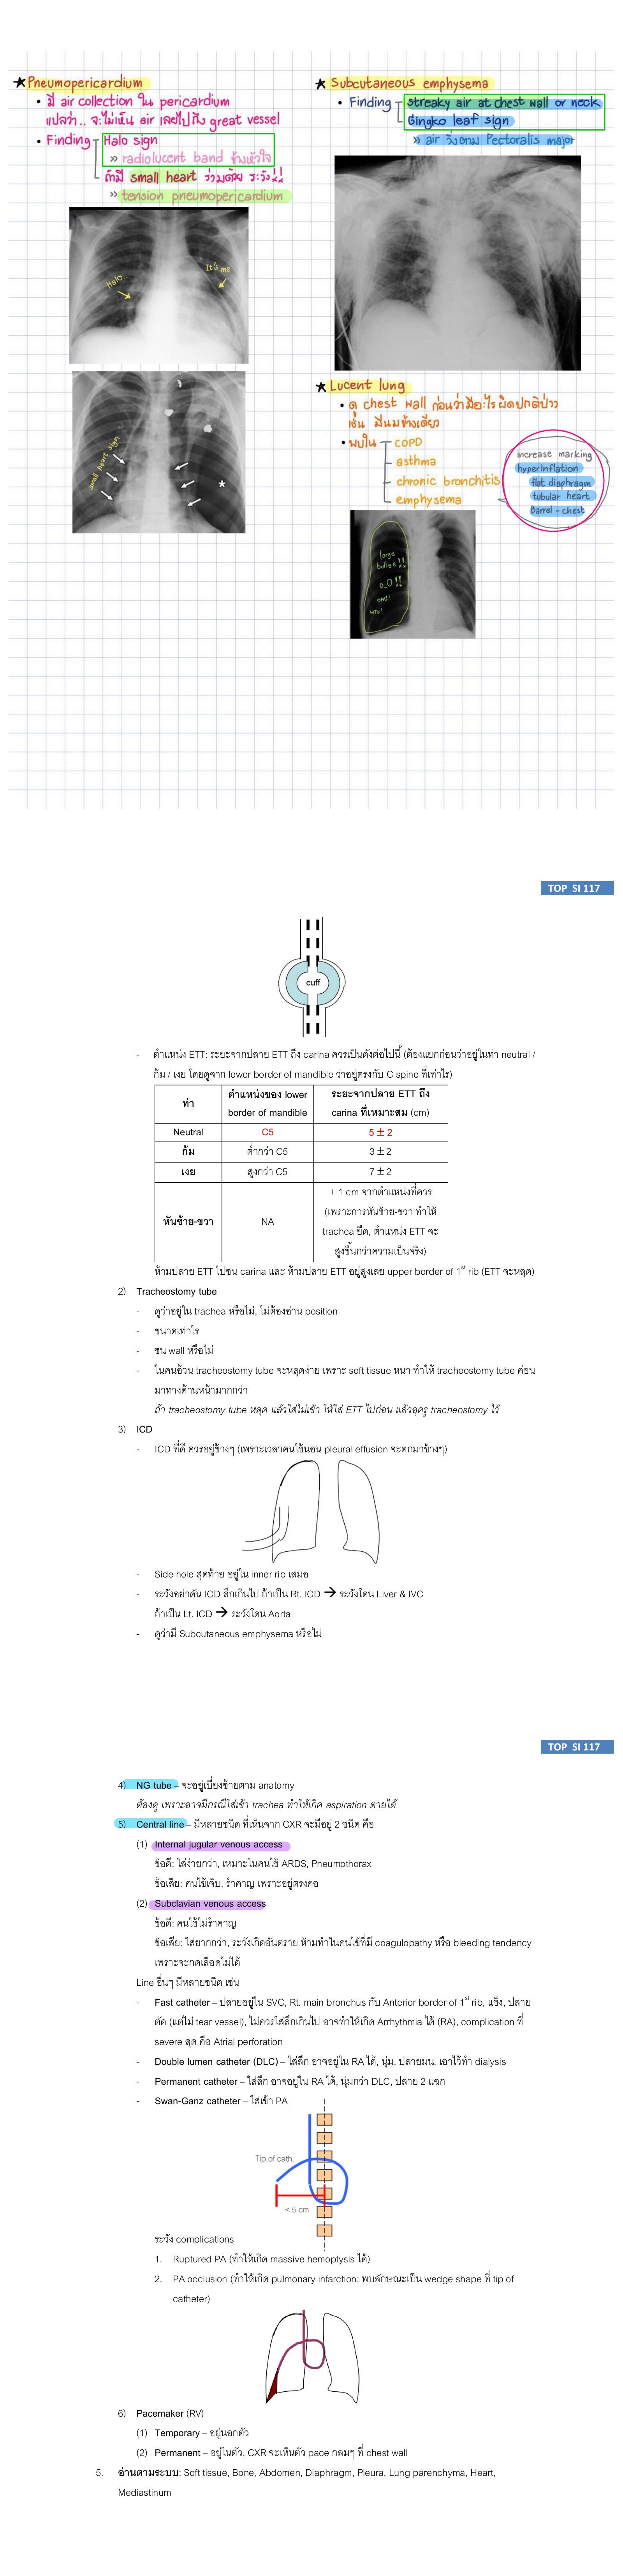 ★Pneumopericardium
• มี air collection ใน pericardium
แปลว่า.. จะไม่เห็น air เลยไปถึง great vessel
• Finding Halo sign
» radiolucent band ข้างหัวใจ
ถ้ามี small heart ร่วมด้วย ระวัง!!
» tension pneumopericardium
Halo.
It's me
small heart sign
★ Subcutaneous emphysema
• Finding streaky air at chest wall or neck
Gingko leaf sign
» air วิ่งตาม Pectoralis major
★ Lucent lung
• ดู chest wall ก่อนว่ามีอะไรผิดปกติป่าว
เช่น มีนมข้างเดียว
• พบใน COPD
asthma
chronic bronchitis
emphysema
increase marking
hyperinflation
flat diaphragm
tubular heart
Barrel - chest
large
bullae!!
O_O !!
TOP SI 117
cuff
- ตำแหน่ง ETT: ระยะจากปลาย ETT ถึง carina ควรเป็นดังต่อไปนี้ (ต้องแยกก่อนว่าอยู่ในท่า neutral /
ก้ม / เงย โดยดูจาก lower border of mandible ว่าอยู่ตรงกับ C spine ที่เท่าไร)
ท่า ตำแหน่งของ lower border of mandible ระยะจากปลาย ETT ถึง carina ที่เหมาะสม (cm)
Neutral C5 5 ± 2
ก้ม ต่ำกว่า C5 3 ± 2
เงย สูงกว่า C5 7 ± 2
หันซ้าย-ขวา NA + 1 cm จากตำแหน่งที่ควร
(เพราะการหันซ้าย-ขวา ทำให้
trachea ยืด, ตำแหน่ง ETT จะ
สูงขึ้นกว่าความเป็นจริง)
ห้ามปลาย ETT ไปชน carina และ ห้ามปลาย ETT อยู่สูงเลย upper border of 1st rib (ETT จะหลุด)
2) Tracheostomy tube
- ดูว่าอยู่ใน trachea หรือไม่, ไม่ต้องอ่าน position
- ขนาดเท่าไร
- ชน wall หรือไม่
- ในคนอ้วน tracheostomy tube จะหลุดง่าย เพราะ soft tissue หนา ทำให้ tracheostomy tube ค่อน
มาทางด้านหน้ามากกว่า
ถ้า tracheostomy tube หลุด แล้วใส่ไม่เข้า ให้ใส่ ETT ไปก่อน แล้วอุดรู tracheostomy ไว้
3) ICD
- ICD ที่ดี ควรอยู่ข้างๆ (เพราะเวลาคนไข้นอน pleural effusion จะตกมาข้างๆ)
- Side hole สุดท้าย อยู่ใน inner rib เสมอ
- ระวังอย่าดัน ICD ลึกเกินไป ถ้าเป็น Rt. ICD → ระวังโดน Liver & IVC
ถ้าเป็น Lt. ICD → ระวังโดน Aorta
- ดูว่ามี Subcutaneous emphysema หรือไม่
TOP SI 117
4) NG tube – จะอยู่เบี่ยงซ้ายตาม anatomy
ต้องดู เพราะอาจมีกรณีใส่เข้า trachea ทำให้เกิด aspiration ตายได้
5) Central line – มีหลายชนิด ที่เห็นจาก CXR จะมีอยู่ 2 ชนิด คือ
(1) Internal jugular venous access
ข้อดี: ใส่ง่ายกว่า, เหมาะในคนไข้ ARDS, Pneumothorax
ข้อเสีย: คนไข้เจ็บ, รำคาญ เพราะอยู่ตรงคอ
(2) Subclavian venous access
ข้อดี: คนไข้ไม่รำคาญ
ข้อเสีย: ใส่ยากกว่า, ระวังเกิดอันตราย ห้ามทำในคนไข้ที่มี coagulopathy หรือ bleeding tendency
เพราะจะกดเลือดไม่ได้
Line อื่นๆ มีหลายชนิด เช่น
- Fast catheter – ปลายอยู่ใน SVC, Rt. main bronchus กับ Anterior border of 1st rib, แข็ง, ปลาย
ตัด (แต่ไม่ tear vessel), ไม่ควรใส่ลึกเกินไป อาจทำให้เกิด Arrhythmia ได้ (RA), complication ที่
severe สุด คือ Atrial perforation
- Double lumen catheter (DLC) – ใส่ลึก อาจอยู่ใน RA ได้, นุ่ม, ปลายมน, เอาไว้ทำ dialysis
- Permanent catheter – ใส่ลึก อาจอยู่ใน RA ได้, นุ่มกว่า DLC, ปลาย 2 แฉก
- Swan-Ganz catheter – ใส่เข้า PA
Tip of cath.
< 5 cm
ระวัง complications
1. Ruptured PA (ทำให้เกิด massive hemoptysis ได้)
2. PA occlusion (ทำให้เกิด pulmonary infarction: พบลักษณะเป็น wedge shape ที่ tip of
catheter)
6) Pacemaker (RV)
(1) Temporary – อยู่นอกตัว
(2) Permanent – อยู่ในตัว, CXR จะเห็นตัว pace กลมๆ ที่ chest wall
5. อ่านตามระบบ: Soft tissue, Bone, Abdomen, Diaphragm, Pleura, Lung parenchyma, Heart,
Mediastinum